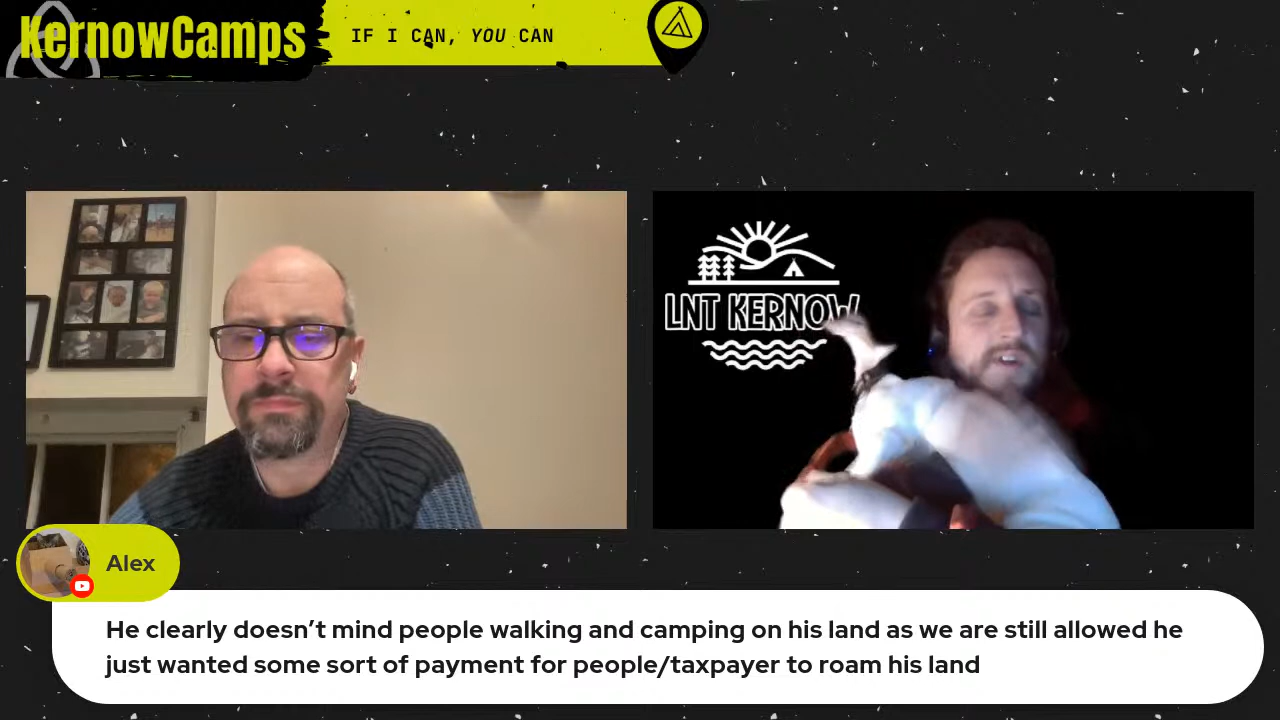 KernowCamps
IF I CAN, YOU CAN
LNT KERNOW
Alex
He clearly doesn’t mind people walking and camping on his land as we are still allowed he
just wanted some sort of payment for people/taxpayer to roam his land